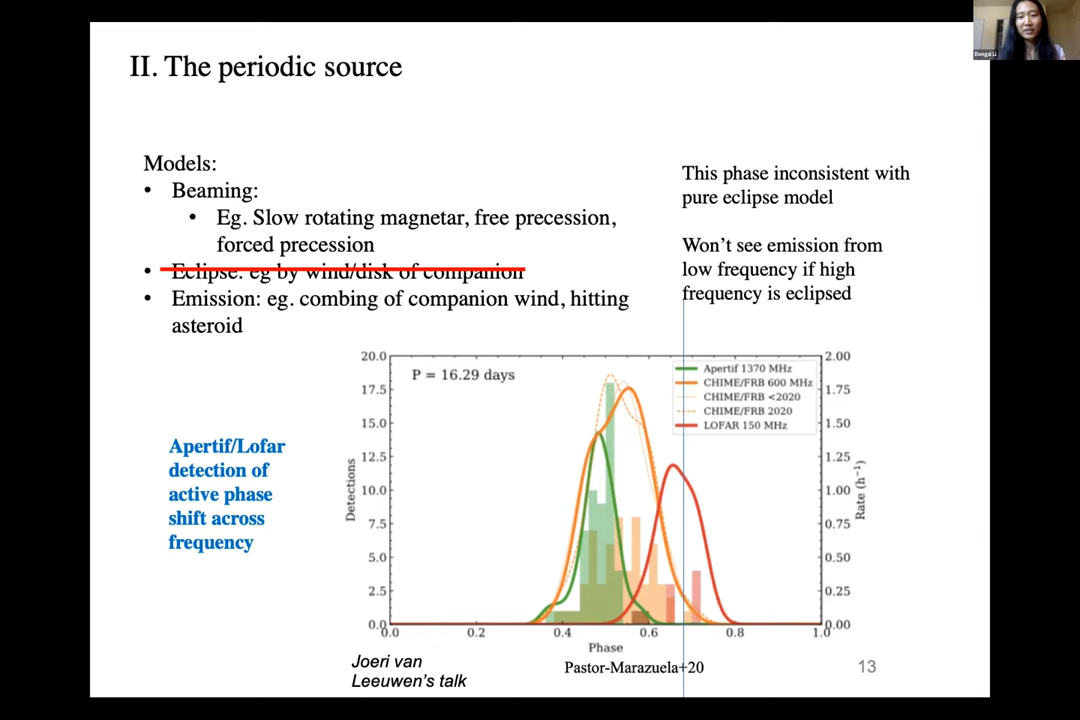 II. The periodic source
Dongzi Li
Models:
• Beaming:
• Eg. Slow rotating magnetar, free precession,
forced precession
• Eclipse: eg by wind/disk of companion
• Emission: eg. combing of companion wind, hitting
asteroid
This phase inconsistent with
pure eclipse model
Won't see emission from
low frequency if high
frequency is eclipsed
Apertif/Lofar
detection of
active phase
shift across
frequency
P = 16.29 days
Apertif 1370 MHz
CHIME/FRB 600 MHz
CHIME/FRB <2020
CHIME/FRB 2020
LOFAR 150 MHz
Detections
20.0
17.5
15.0
12.5
10.0
7.5
5.0
2.5
0.0
2.00
1.75
1.50
1.25
1.00
0.75
0.50
0.25
0.00
Rate (h⁻¹)
0.0 0.2 0.4 0.6 0.8 1.0
Phase
Joeri van
Leeuwen's talk
Pastor-Marazuela+20
13